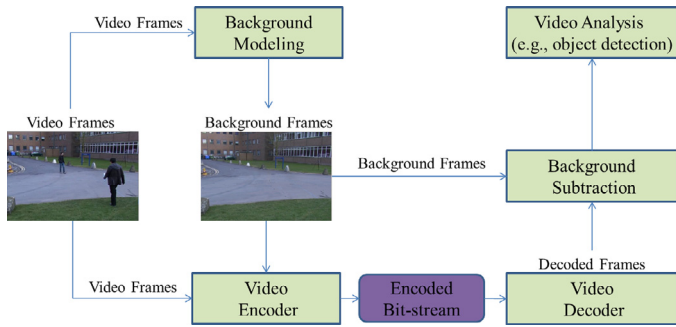 Video Frames
Background
Modeling
Video Analysis
(e.g., object detection)
Video Frames
Background Frames
Background Frames
Background
Subtraction
Decoded Frames
Video Frames
Video
Encoder
Encoded
Bit-stream
Video
Decoder